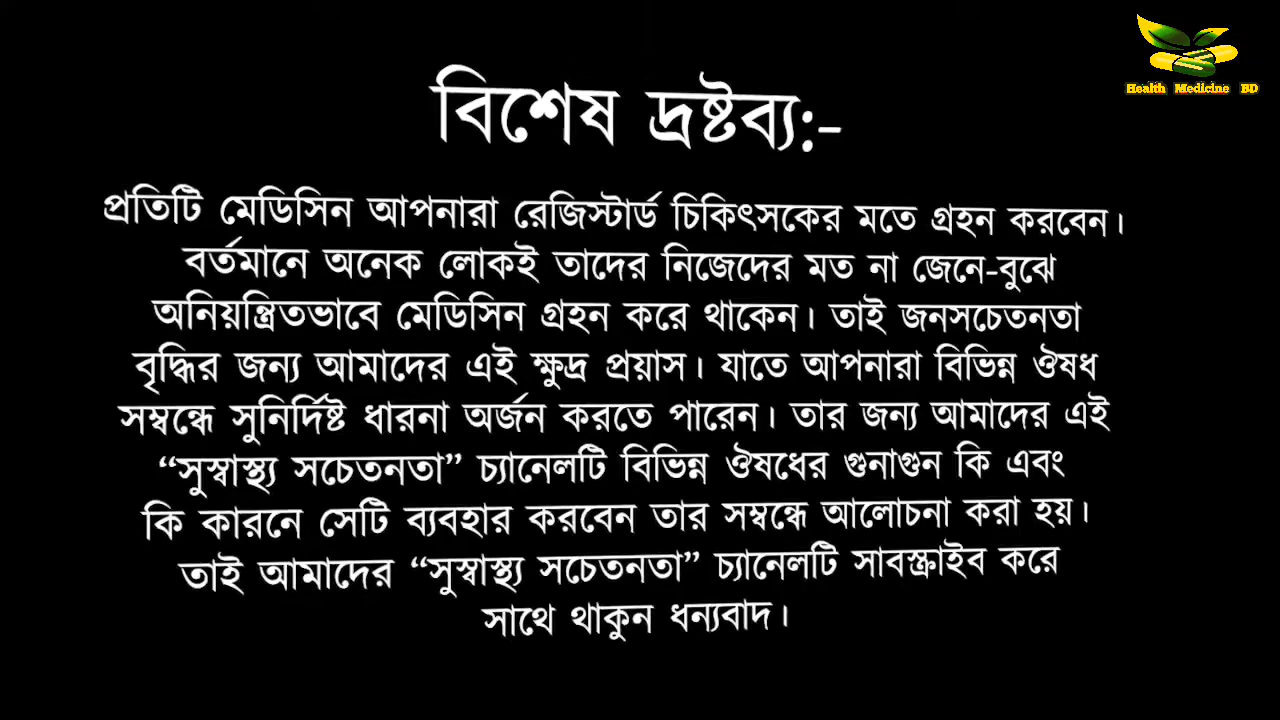 Health Medicine BD
বিশেষ দ্রষ্টব্য:-
প্রতিটি মেডিসিন আপনারা রেজিস্টার্ড চিকিৎসকের মতে গ্রহন করবেন।
বর্তমানে অনেক লোকই তাদের নিজেদের মত না জেনে-বুঝে
অনিয়ন্ত্রিতভাবে মেডিসিন গ্রহন করে থাকেন। তাই জনসচেতনতা
বৃদ্ধির জন্য আমাদের এই ক্ষুদ্র প্রয়াস। যাতে আপনারা বিভিন্ন ঔষধ
সম্বন্ধে সুনির্দিষ্ট ধারনা অর্জন করতে পারেন। তার জন্য আমাদের এই
“সুস্বাস্থ্য সচেতনতা” চ্যানেলটি বিভিন্ন ঔষধের গুনাগুন কি এবং
কি কারনে সেটি ব্যবহার করবেন তার সম্বন্ধে আলোচনা করা হয়।
তাই আমাদের “সুস্বাস্থ্য সচেতনতা” চ্যানেলটি সাবস্ক্রাইব করে
সাথে থাকুন ধন্যবাদ।